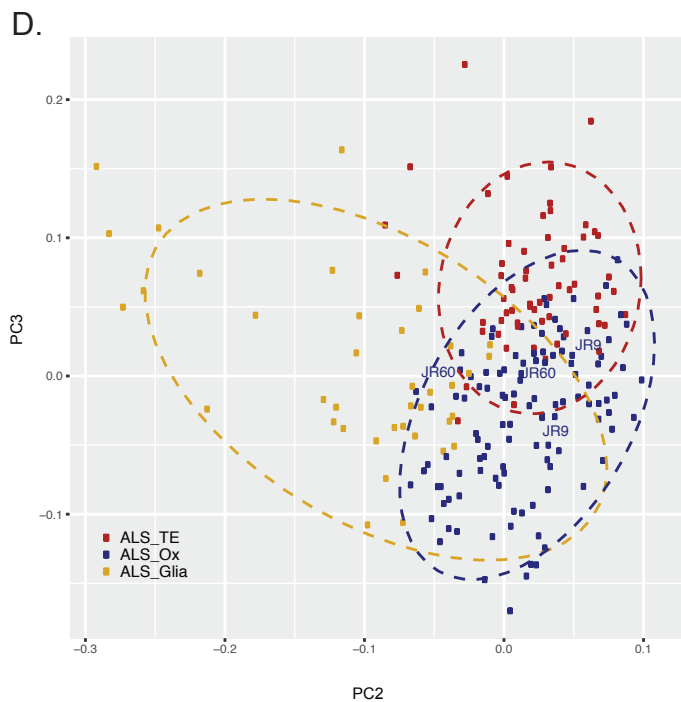 D.
PC3
0.2
0.1
0.0
−0.1
JR9
JR60
JR60
JR9
ALS_TE
ALS_Ox
ALS_Glia
−0.3
−0.2
−0.1
0.0
0.1
PC2